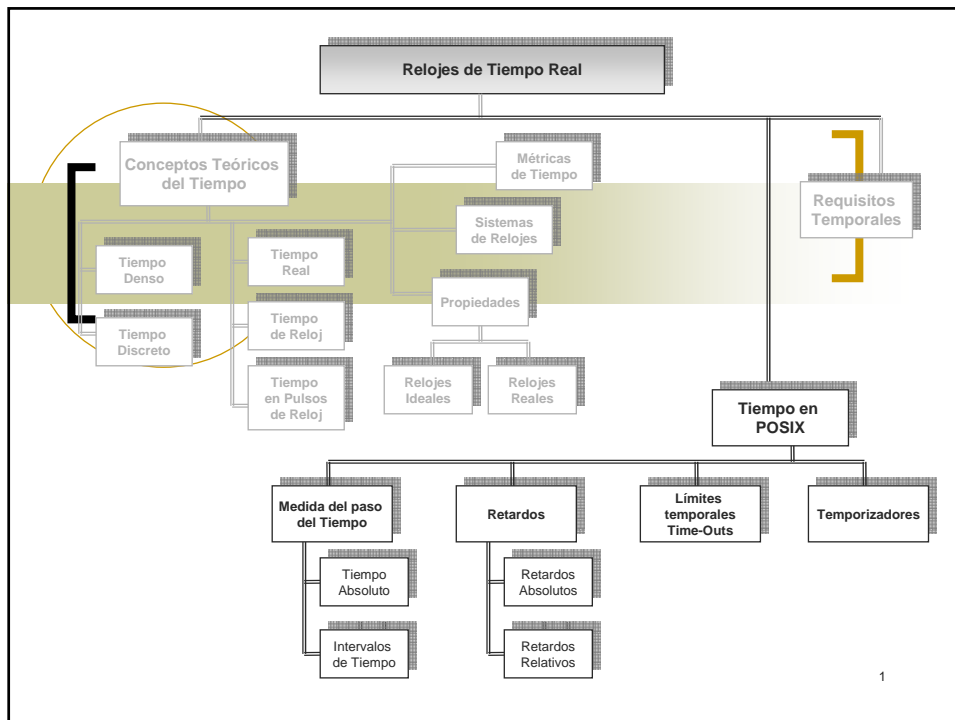 Relojes de Tiempo Real
Conceptos Teóricos
del Tiempo
Métricas
de Tiempo
Requisitos
Temporales
Sistemas
de Relojes
Tiempo
Denso
Tiempo
Real
Propiedades
Tiempo
Discreto
Tiempo
de Reloj
Tiempo
en Pulsos
de Reloj
Relojes
Ideales
Relojes
Reales
Tiempo en
POSIX
Medida del paso
del Tiempo
Retardos
Límites
temporales
Time-Outs
Temporizadores
Tiempo
Absoluto
Retardos
Absolutos
Intervalos
de Tiempo
Retardos
Relativos
1